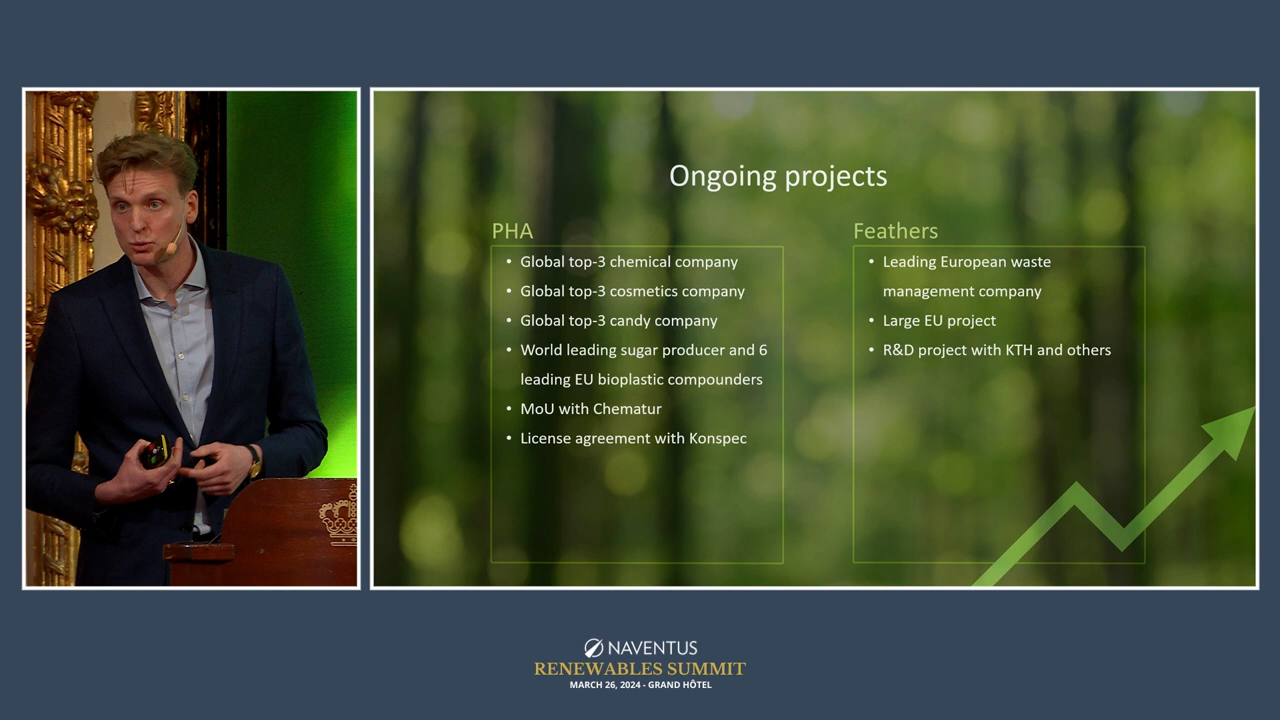 Ongoing projects
PHA
• Global top-3 chemical company
• Global top-3 cosmetics company
• Global top-3 candy company
• World leading sugar producer and 6
leading EU bioplastic compounders
• MoU with Chematur
• License agreement with Konspec
Feathers
• Leading European waste
management company
• Large EU project
• R&D project with KTH and others
NAVENTUS
RENEWABLES SUMMIT
MARCH 26, 2024 - GRAND HÔTEL